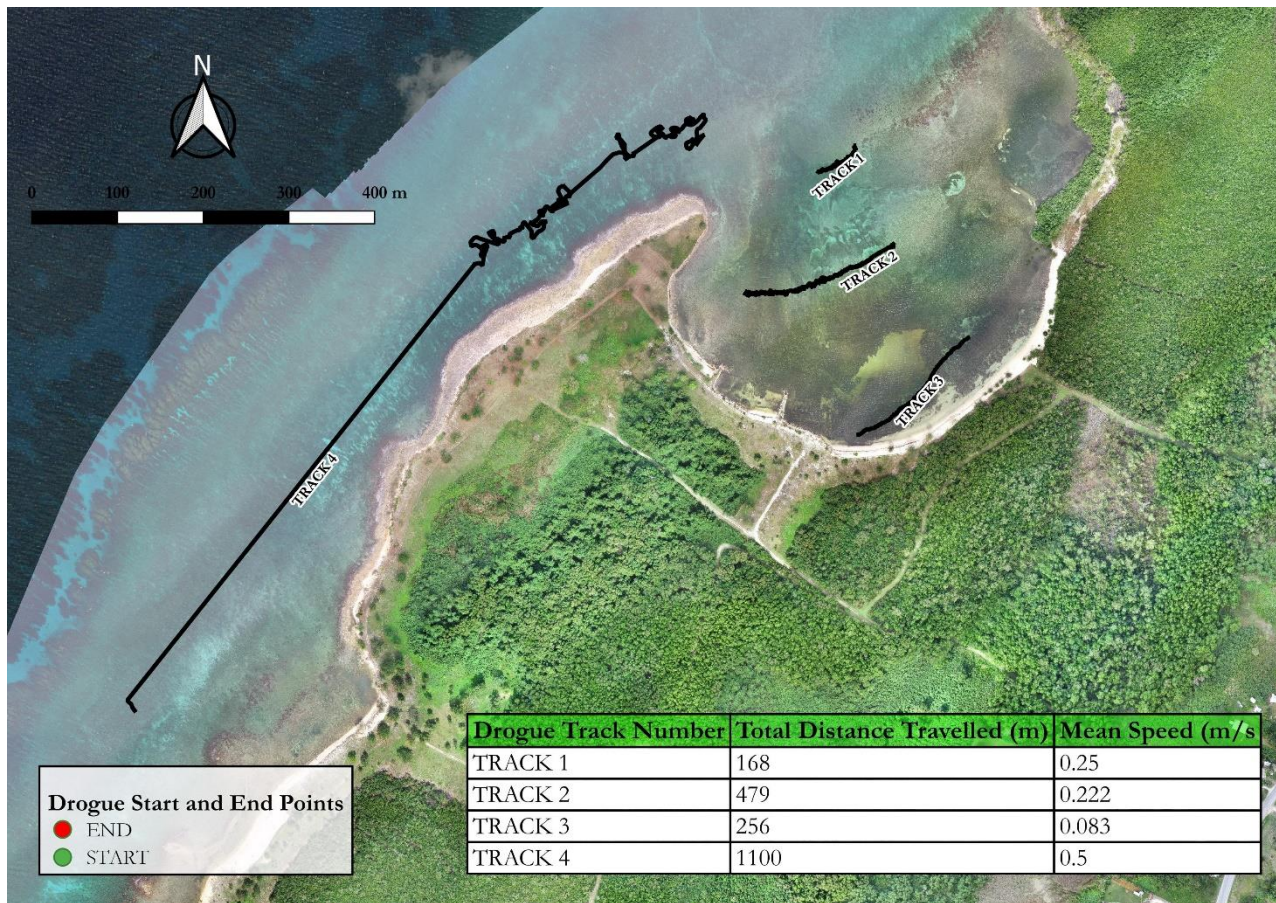 N
0 100 200 300 400 m
TRACK 1
TRACK 2
TRACK 3
TRACK 4
Drogue Track Number Total Distance Travelled (m) Mean Speed (m/s
TRACK 1 168 0.25
TRACK 2 479 0.222
TRACK 3 256 0.083
TRACK 4 1100 0.5
Drogue Start and End Points
END
START